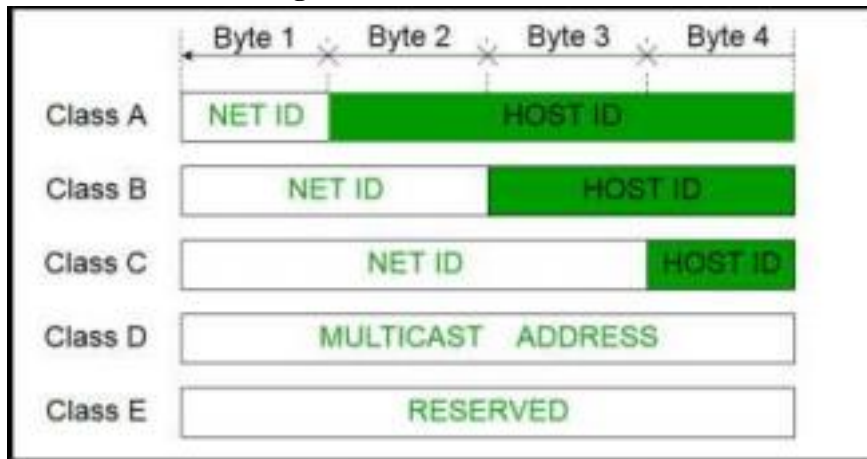 Byte 1 Byte 2 Byte 3 Byte 4
Class A NET ID HOST ID
Class B NET ID HOST ID
Class C NET ID HOST ID
Class D MULTICAST ADDRESS
Class E RESERVED